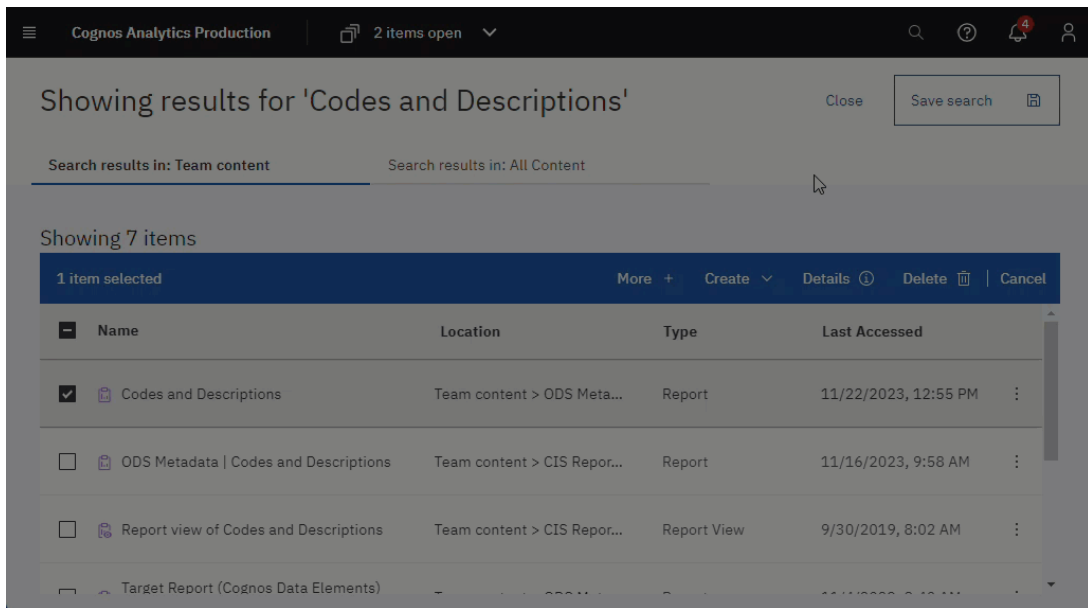 Cognos Analytics Production 2 items open 4
Showing results for 'Codes and Descriptions' Close Save search
Search results in: Team content Search results in: All Content
Showing 7 items
1 item selected More + Create Details Delete | Cancel
Name Location Type Last Accessed
Codes and Descriptions Team content > ODS Meta... Report 11/22/2023, 12:55 PM
ODS Metadata | Codes and Descriptions Team content > CIS Repor... Report 11/16/2023, 9:58 AM
Report view of Codes and Descriptions Team content > CIS Repor... Report View 9/30/2019, 8:02 AM
Target Report (Cognos Data Elements)